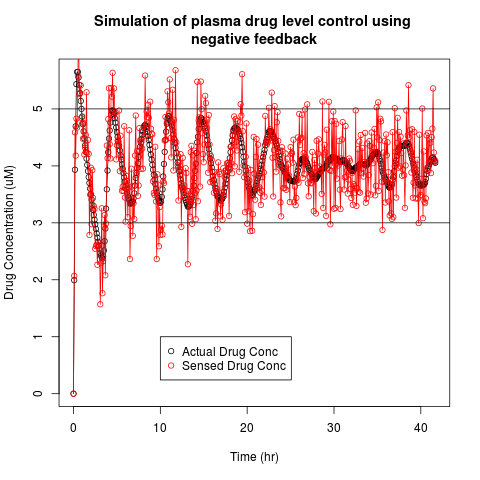 Simulation of plasma drug level control using
negative feedback
Drug Concentration (uM)
5
4
3
2
1
0
Actual Drug Conc
Sensed Drug Conc
0 10 20 30 40
Time (hr)